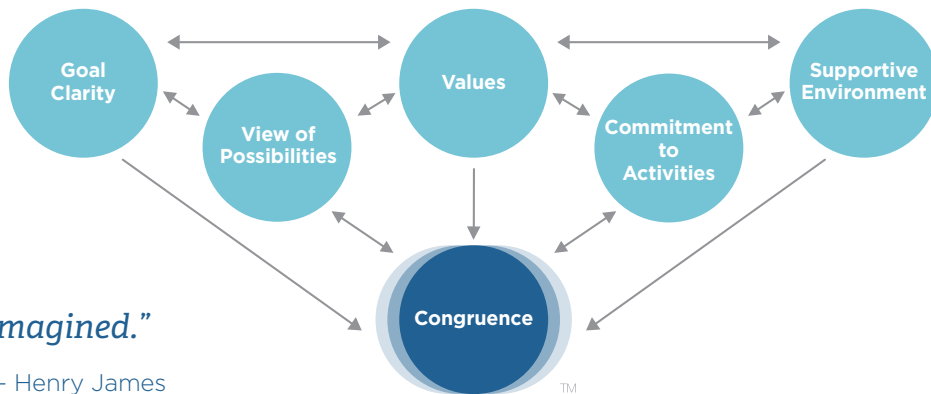 Goal
Clarity
View of
Possibilities
Values
Commitment
to
Activities
Supportive
Environment
Congruence
TM
magined.”
- Henry James